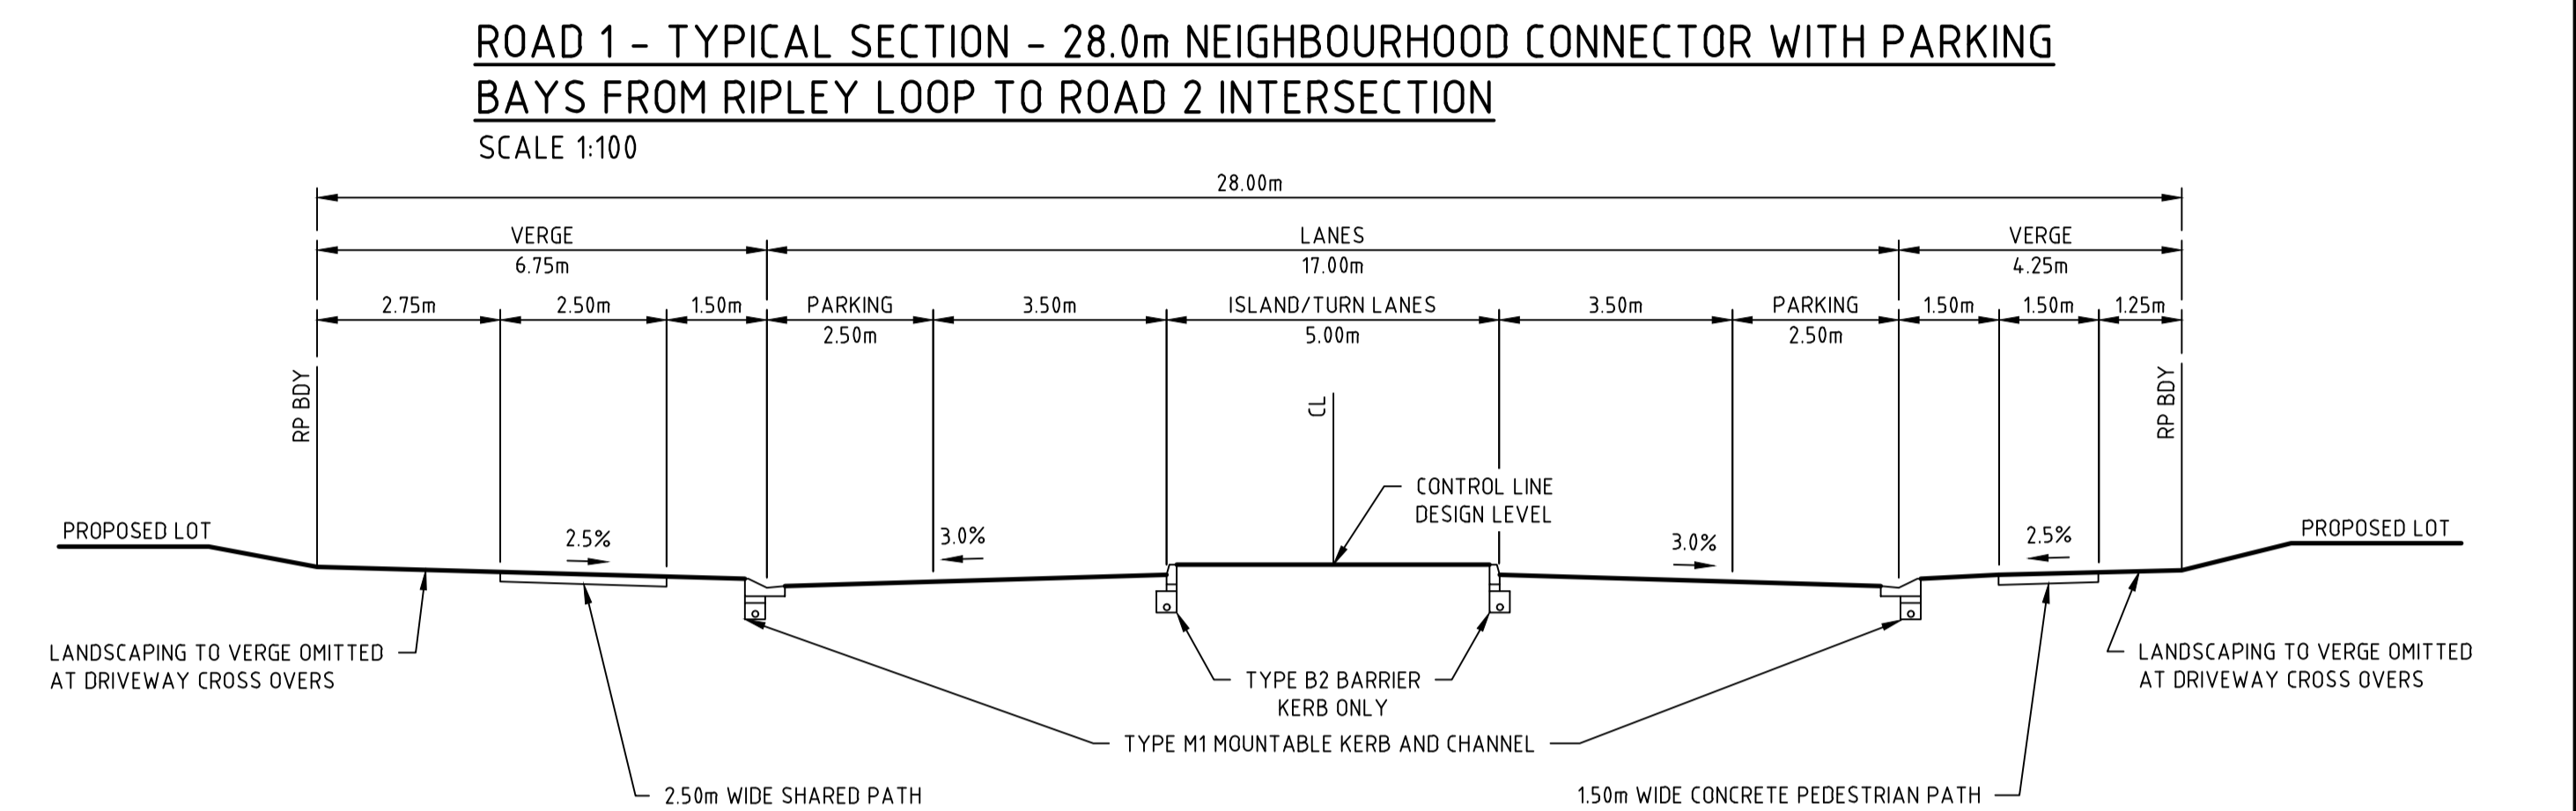 ROAD 1 - TYPICAL SECTION - 28.0m NEIGHBOURHOOD CONNECTOR WITH PARKING
BAYS FROM RIPLEY LOOP TO ROAD 2 INTERSECTION
SCALE 1:100
28.00m
VERGE
LANES
VERGE
6.75m
17.00m
4.25m
2.75m
2.50m
1.50m
PARKING
3.50m
ISLAND/TURN LANES
3.50m
PARKING
1.50m
1.50m
1.25m
2.50m
5.00m
2.50m
RP BDY
CL
RP BDY
CONTROL LINE
DESIGN LEVEL
PROPOSED LOT
2.5%
3.0%
3.0%
2.5%
PROPOSED LOT
LANDSCAPING TO VERGE OMITTED
AT DRIVEWAY CROSS OVERS
TYPE B2 BARRIER
KERB ONLY
LANDSCAPING TO VERGE OMITTED
AT DRIVEWAY CROSS OVERS
TYPE M1 MOUNTABLE KERB AND CHANNEL
2.50m WIDE SHARED PATH
1.50m WIDE CONCRETE PEDESTRIAN PATH